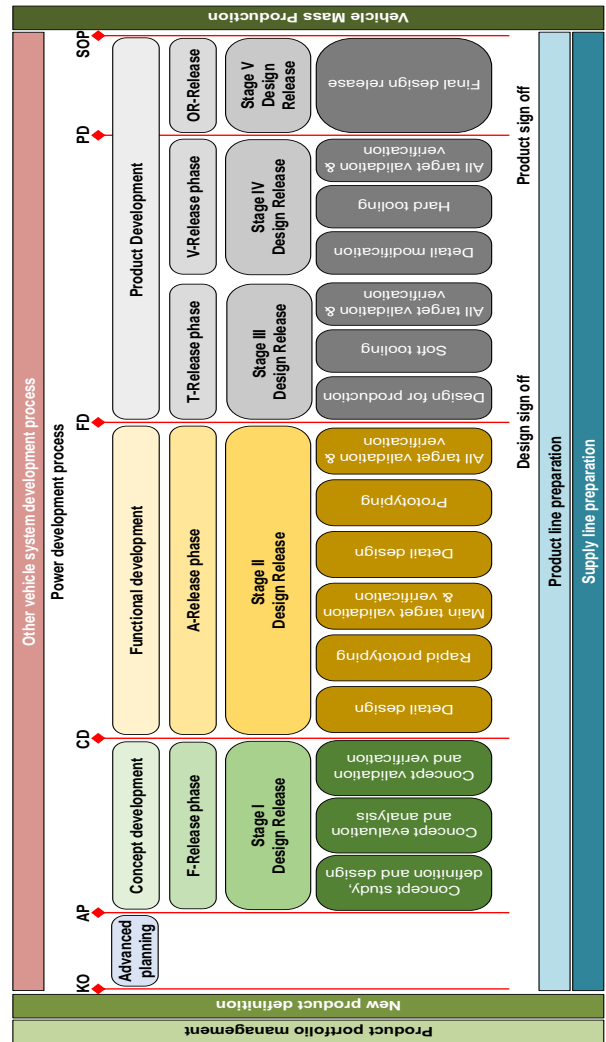 Product portfolio management
New product definition
Other vehicle system development process
Power development process
KO
AP
CD
FD
PD
SOP
Advanced
planning
Concept development
Functional development
Product Development
F-Release phase
A-Release phase
T-Release phase
V-Release phase
OR-Release
Stage I
Design Release
Stage II
Design Release
Stage III
Design Release
Stage IV
Design Release
Stage V
Design
Release
Concept study,
definition and design
Concept evaluation
and analysis
Concept validation
and verification
Detail design
Rapid prototyping
Main target validation
& verification
Detail design
Prototyping
All target validation &
verification
Design for production
Soft tooling
All target validation &
verification
Detail modification
Hard tooling
All target validation &
verification
Final design release
Design sign off
Product sign off
Product line preparation
Supply line preparation
Vehicle Mass Production